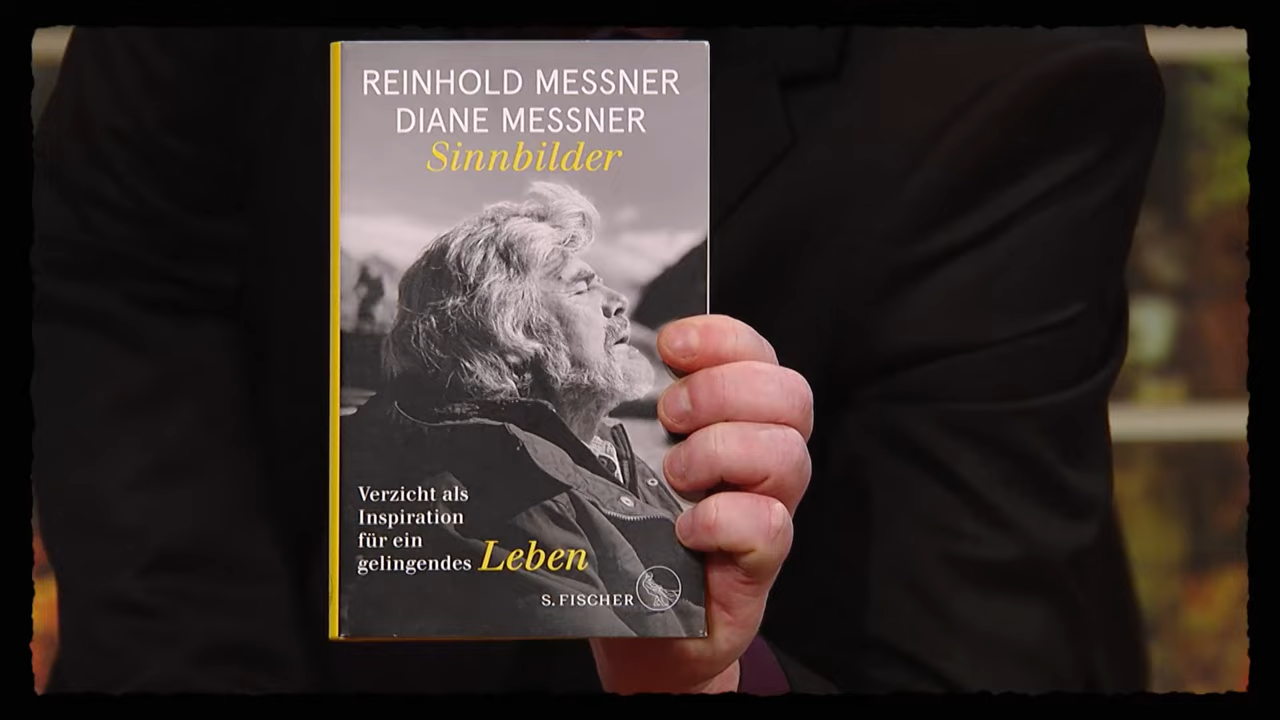 REINHOLD MESSNER
DIANE MESSNER
Sinnbilder
Verzicht als
Inspiration
für ein
gelingendes Leben
S. FISCHER